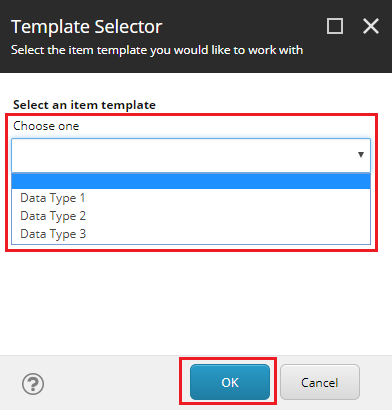 Template Selector
Select the item template you would like to work with
Select an item template
Choose one
Data Type 1
Data Type 2
Data Type 3
?
OK
Cancel